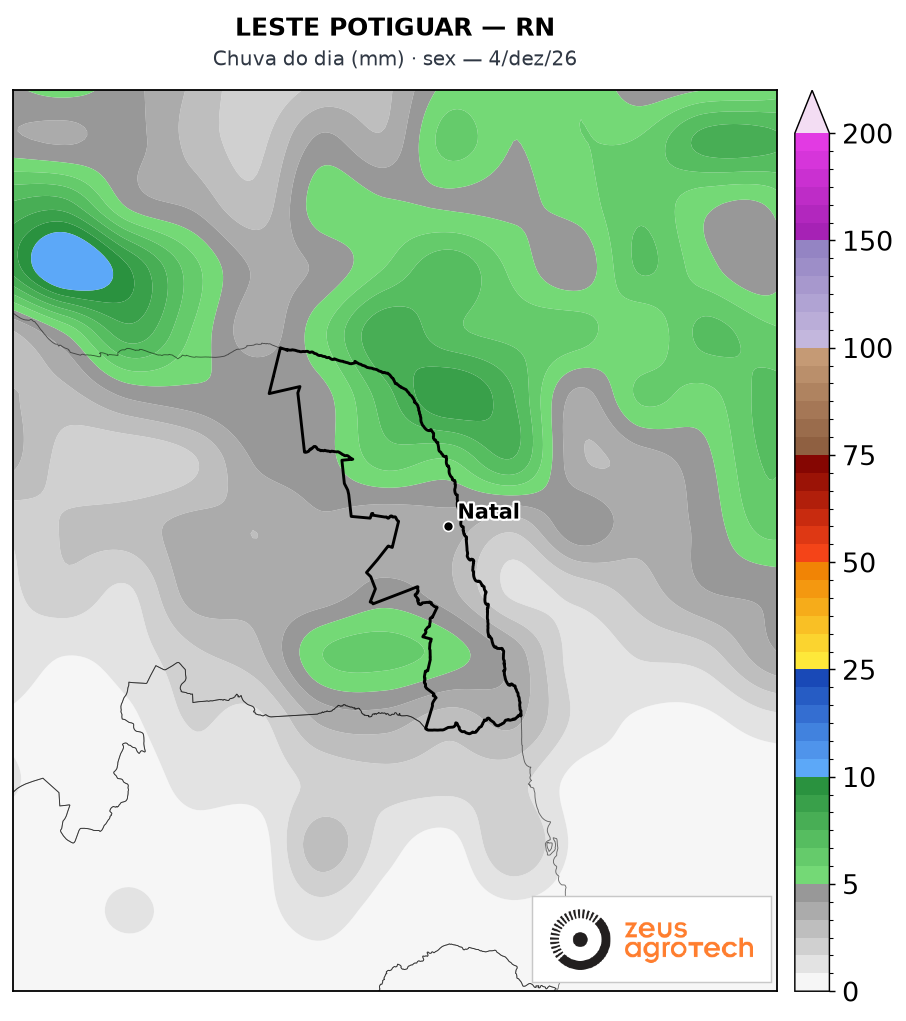 LESTE POTIGUAR — RN
Chuva do dia (mm) · sex — 4/dez/26
200
150
100
75
50
25
10
5
0
Natal
zeus
agrotech